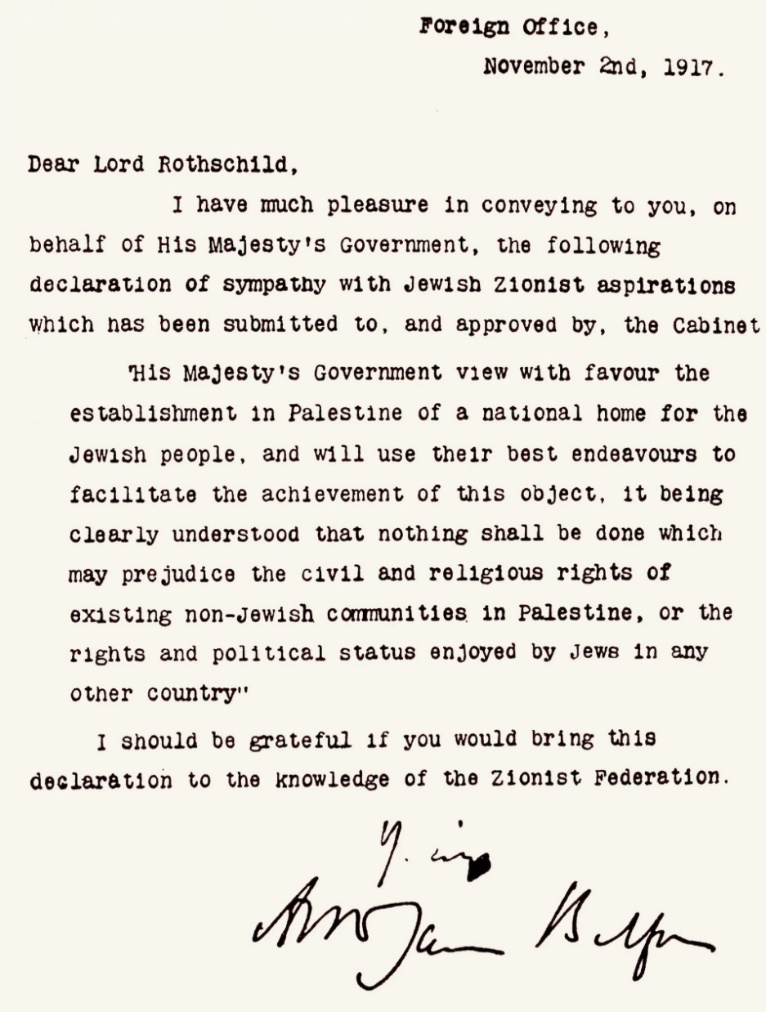 Foreign Office,
November 2nd, 1917.
Dear Lord Rothschild,
I have much pleasure in conveying to you, on
behalf of His Majesty's Government, the following
declaration of sympathy with Jewish Zionist aspirations
which has been submitted to, and approved by, the Cabinet
"His Majesty's Government view with favour the
establishment in Palestine of a national home for the
Jewish people, and will use their best endeavours to
facilitate the achievement of this object, it being
clearly understood that nothing shall be done which
may prejudice the civil and religious rights of
existing non-Jewish communities in Palestine, or the
rights and political status enjoyed by Jews in any
other country"
I should be grateful if you would bring this
declaration to the knowledge of the Zionist Federation.
Arthur James Balfour